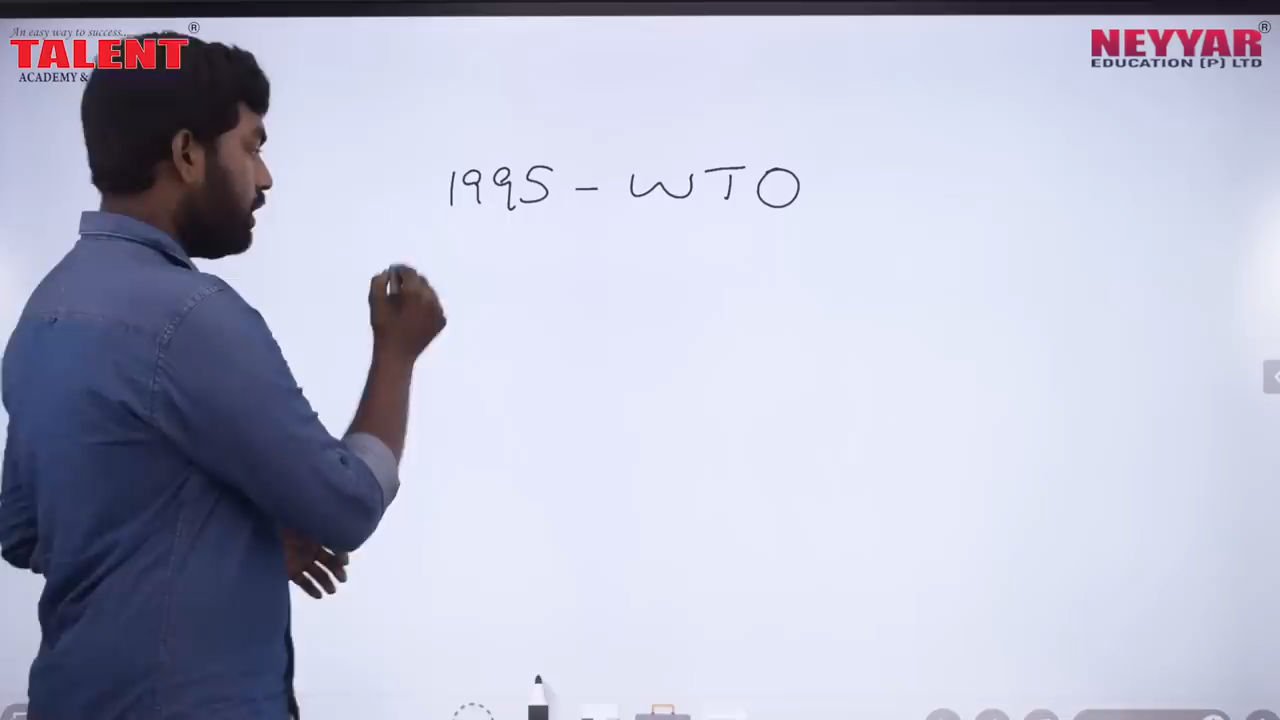 An easy way to success...
TALENT
ACADEMY &
NEYYAR
EDUCATION (P) LTD
1995 - WTO